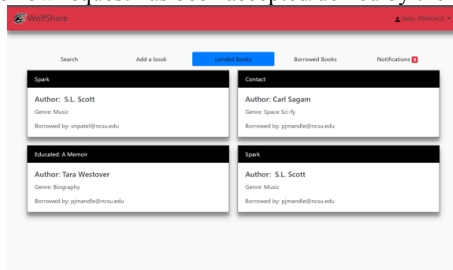 WolfShare
Hello, PARIANCE
Search Add a book Lended Books Borrowed Books Notifications
Spark
Author: S.L. Scott
Genre: Music
Borrowed by: vnpatel@ncsu.edu
Contact
Author: Carl Sagam
Genre: Space Sci-fy
Borrowed by: pjmandle@ncsu.edu
Educated: A Memoir
Author: Tara Westover
Genre: Biography
Borrowed by: pjmandle@ncsu.edu
Spark
Author: S.L. Scott
Genre: Music
Borrowed by: pjmandle@ncsu.edu